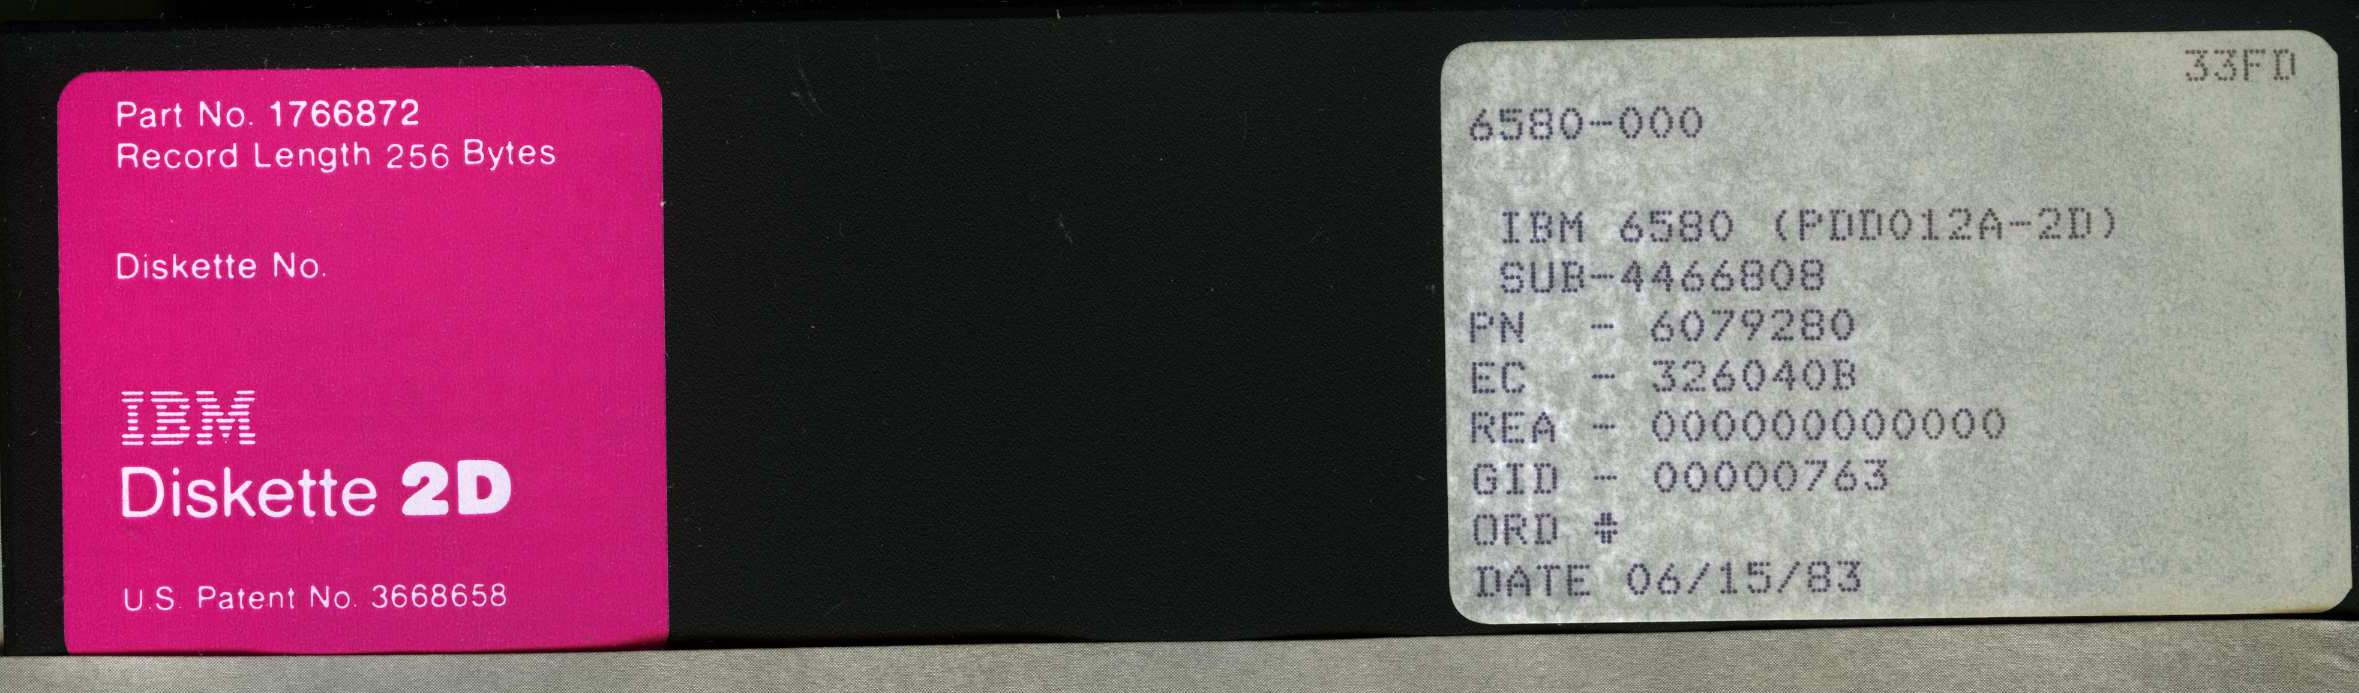 Part No. 1766872
Record Length 256 Bytes
Diskette No.
IBM
Diskette 2D
U.S. Patent No. 3668658
33FD
6580-000
IBM 6580 (PDD012A-2D)
SUB-4466808
PN - 6079280
EC - 326040B
REA - 000000000000
GID - 00000763
ORD #
DATE 06/15/83